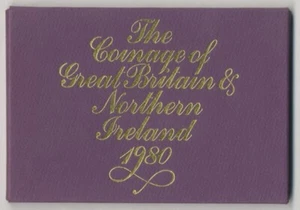 The
Coinage of
Great Britain &
Northern
Ireland
1980